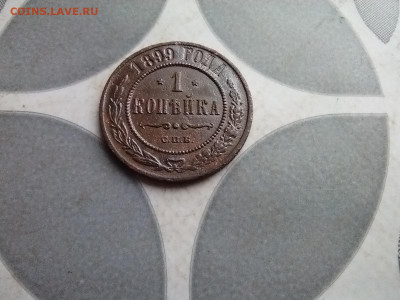 COINS.LAVE.RU
1899 ГОДА
* 1 *
КОПѢЙКА
С.П.Б.